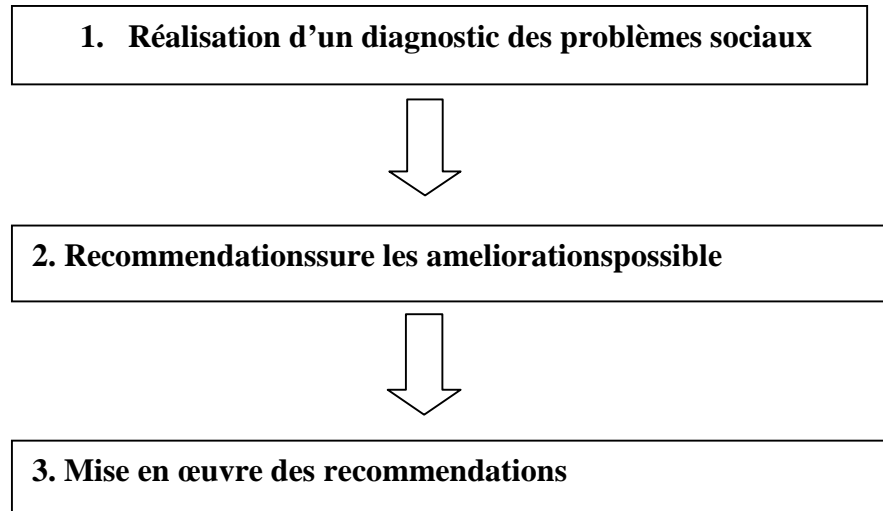 1. Réalisation d’un diagnostic des problèmes sociaux
2. Recommendationssure les ameliorationspossible
3. Mise en œuvre des recommendations